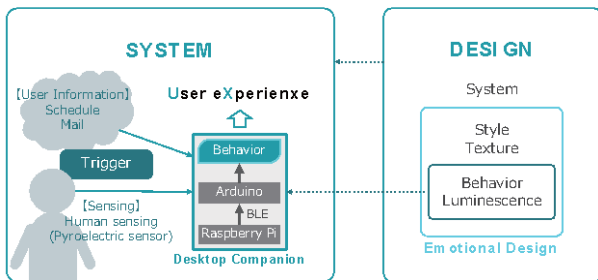 SYSTEM
【User Information】
Schedule
Mail
User eXperienxe
Trigger
Behavior
Arduino
BLE
Raspberry Pi
【Sensing】
Human sensing
(Pyroelectric sensor)
Desktop Companion
DESIGN
System
Style
Texture
Behavior
Luminescence
Emotional Design